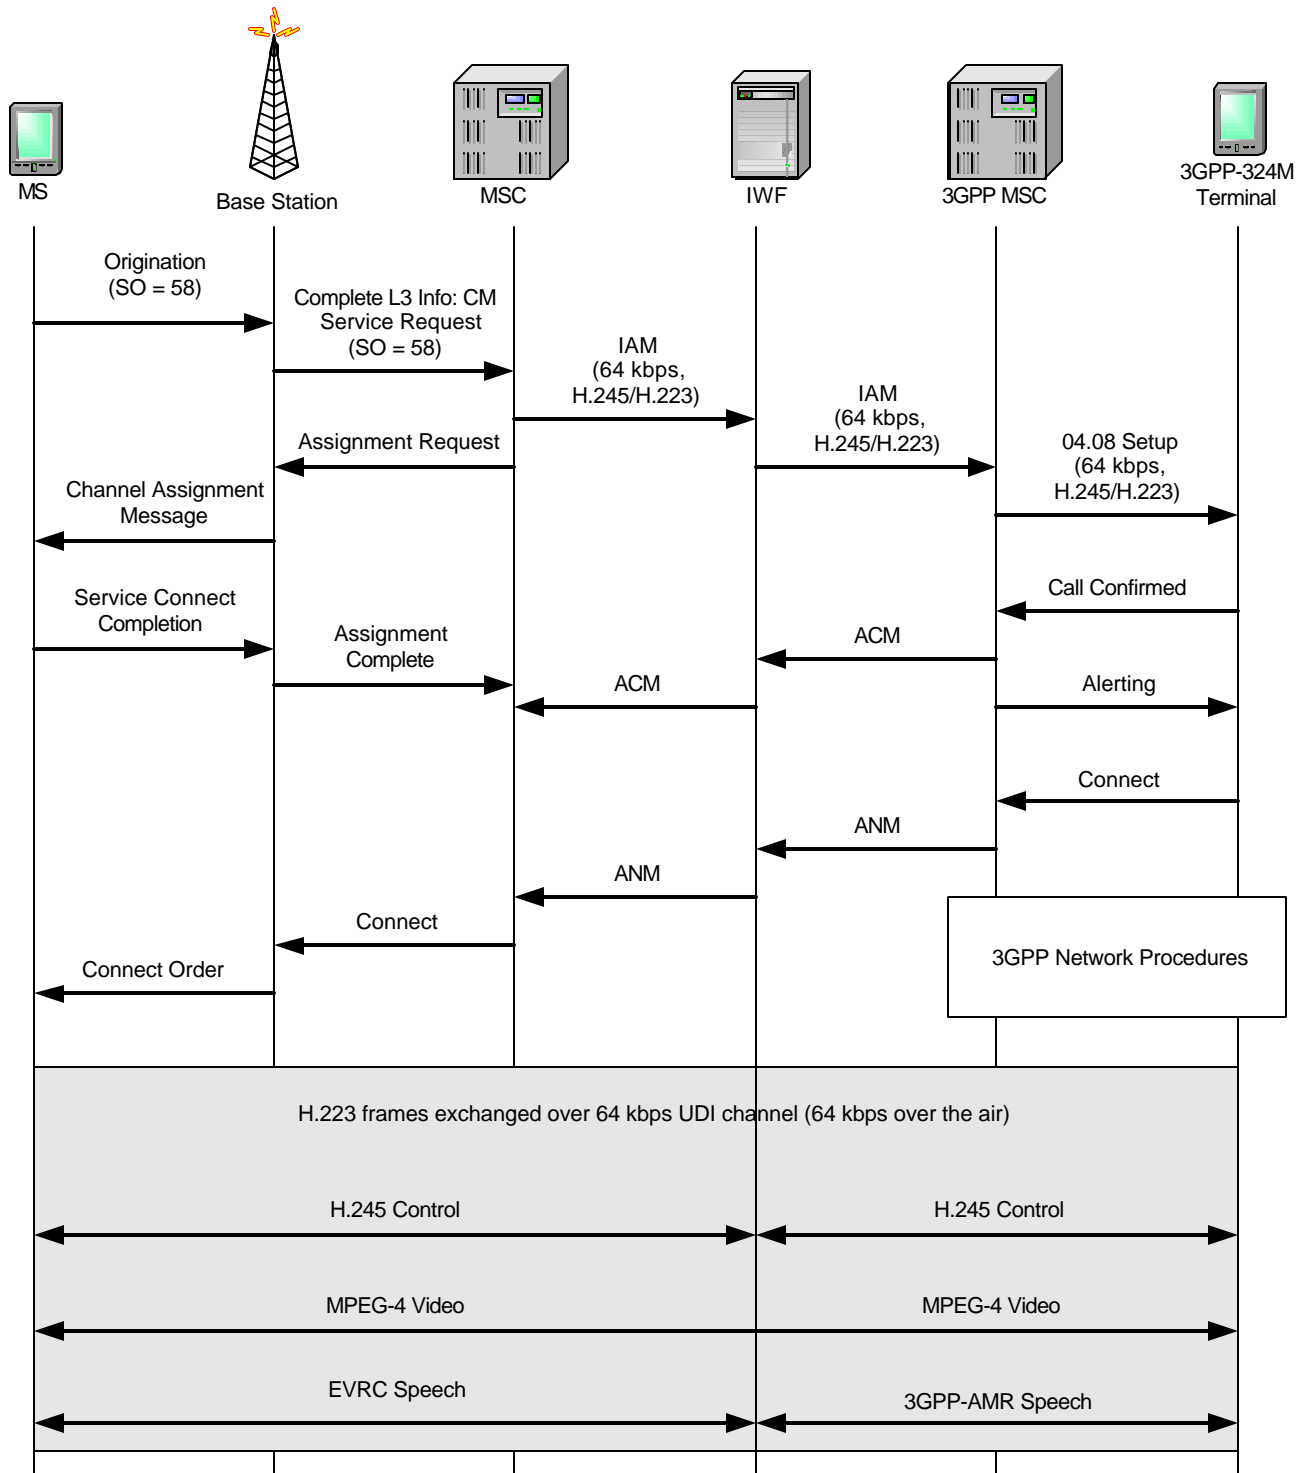 MS
Base Station
MSC
IWF
3GPP MSC
3GPP-324M
Terminal
Origination
(SO = 58)
Complete L3 Info: CM
Service Request
(SO = 58)
IAM
(64 kbps,
H.245/H.223)
IAM
(64 kbps,
H.245/H.223)
Assignment Request
04.08 Setup
(64 kbps,
H.245/H.223)
Channel Assignment
Message
Call Confirmed
Service Connect
Completion
Assignment
Complete
ACM
ACM
Alerting
Connect
ANM
ANM
Connect
3GPP Network Procedures
Connect Order
H.223 frames exchanged over 64 kbps UDI channel (64 kbps over the air)
H.245 Control
H.245 Control
MPEG-4 Video
MPEG-4 Video
EVRC Speech
3GPP-AMR Speech